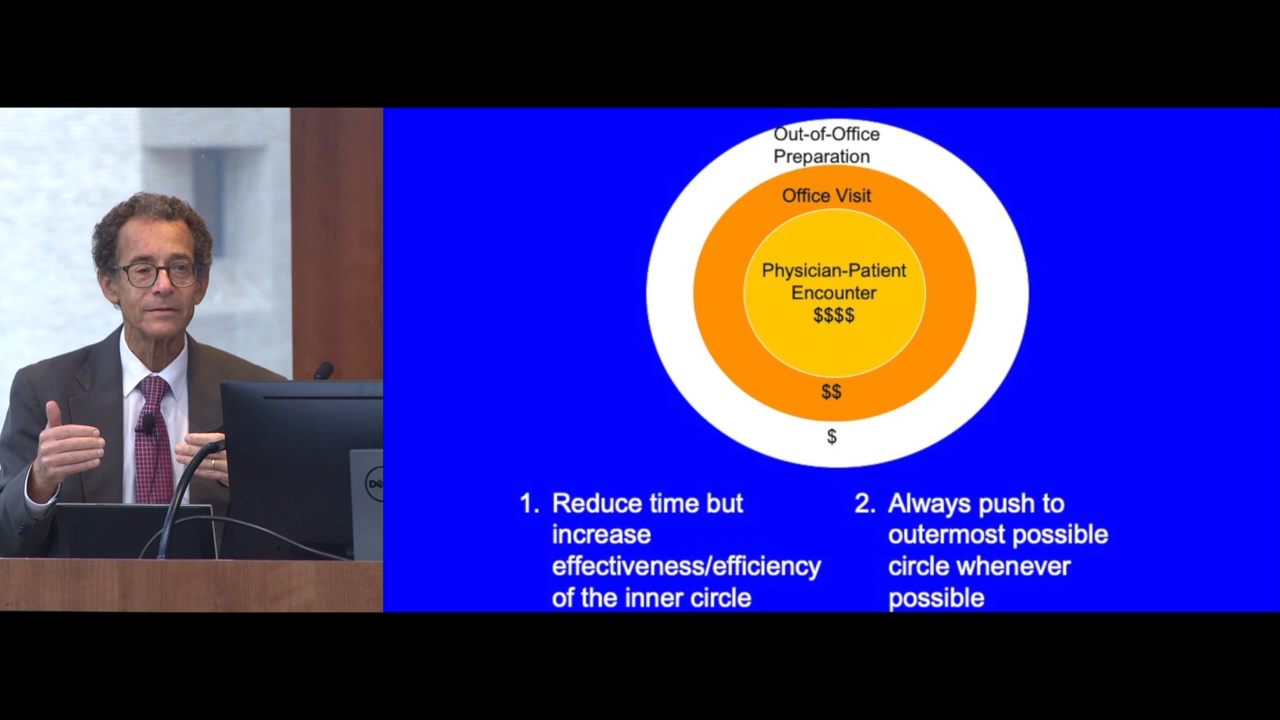 Out-of-Office
Preparation
Office Visit
Physician-Patient
Encounter
$$$$
$$
$
1. Reduce time but
increase
effectiveness/efficiency
of the inner circle
2. Always push to
outermost possible
circle whenever
possible
DELL